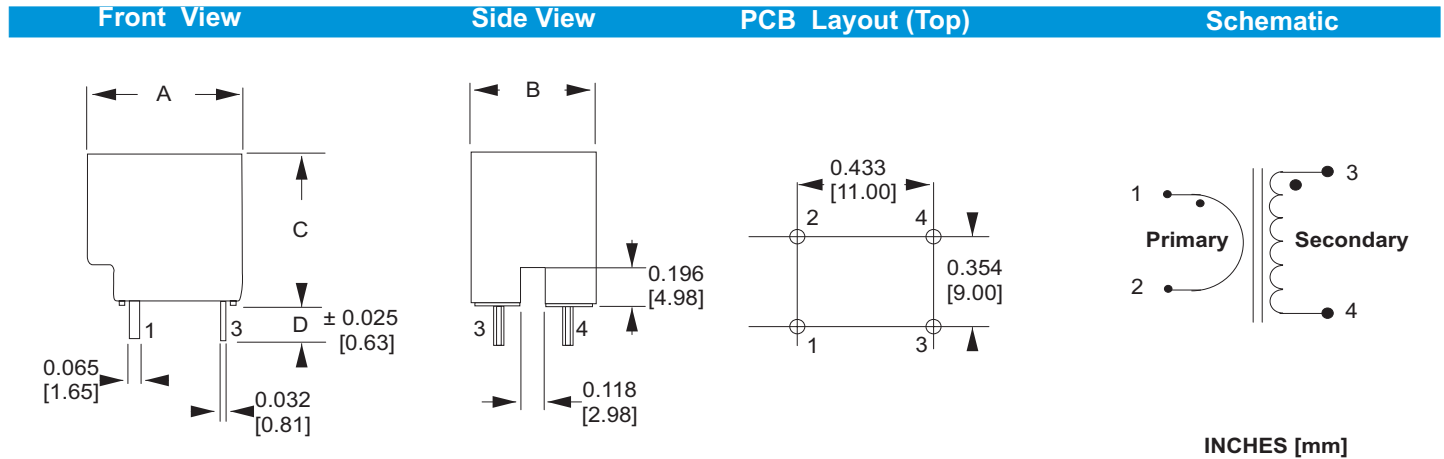 Front View
Side View
PCB Layout (Top)
Schematic
A
C
D
± 0.025
[0.63]
1
3
0.065
[1.65]
0.032
[0.81]
B
0.196
[4.98]
3
4
0.118
[2.98]
0.433
[11.00]
2
4
0.354
[9.00]
1
3
1
3
Primary
Secondary
2
4
INCHES [mm]